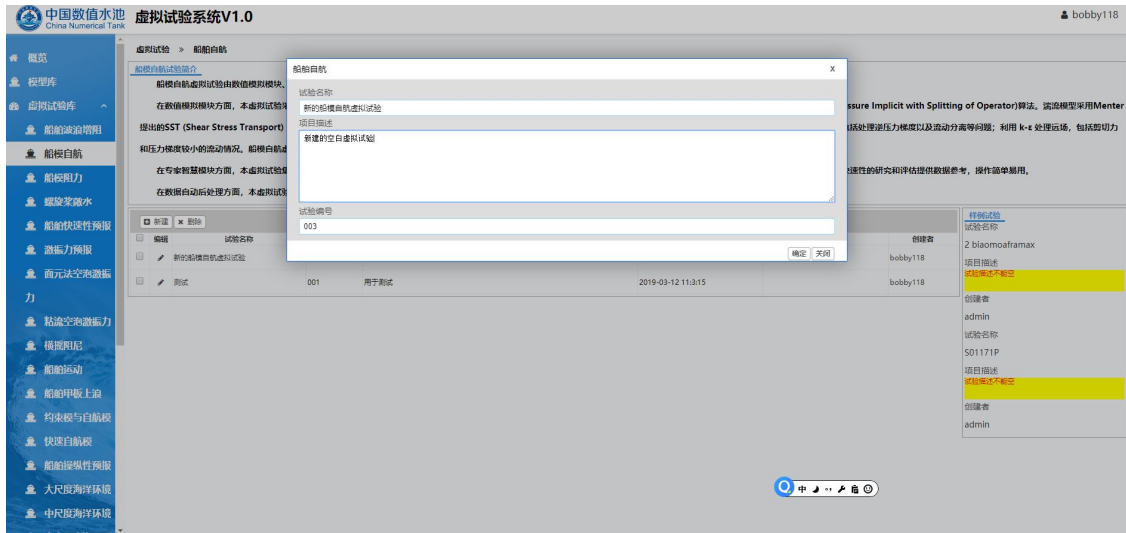 中国数值水池
China Numerical Tank
虚拟试验系统V1.0
bobby118
概览
模型库
虚拟试验库
船舶波浪增阻
船模自航
船模阻力
螺旋桨敞水
船舶快速性预报
激振力预报
面元法空泡激振
力
粘流空泡激振力
横摇阻尼
船舶运动
船舶甲板上浪
约束模与自航模
快速自航模
船舶操纵性预报
大尺度海洋环境
中尺度海洋环境
虚拟试验 » 船舶自航
船模自航试验简介
船模自航虚拟试验由数值模拟模块、
在数值模拟模块方面，本虚拟试验采
ssure Implicit with Splitting of Operator)算法。湍流模型采用Menter
提出的SST (Shear Stress Transport)
括处理逆压力梯度以及流动分离等问题；利用 k-ε 处理远场，包括剪切力
和压力梯度较小的流动情况。船模自航虚
在专家智慧模块方面，本虚拟试验集
速性的研究和评估提供数据参考，操作简单易用。
在数据自动后处理方面，本虚拟试验
船舶自航 X
试验名称
新的船模自航虚拟试验
项目描述
新建的空白虚拟试验
试验编号
003
确定 关闭
新建 删除
编辑 试验名称 创建者
新的船模自航虚拟试验 bobby118
测试 001 用于测试 2019-03-12 11:3:15 bobby118
样例试验
试验名称
2 biaomoaframax
项目描述
试验描述不能空
创建者
admin
试验名称
S01171P
项目描述
试验描述不能空
创建者
admin
中